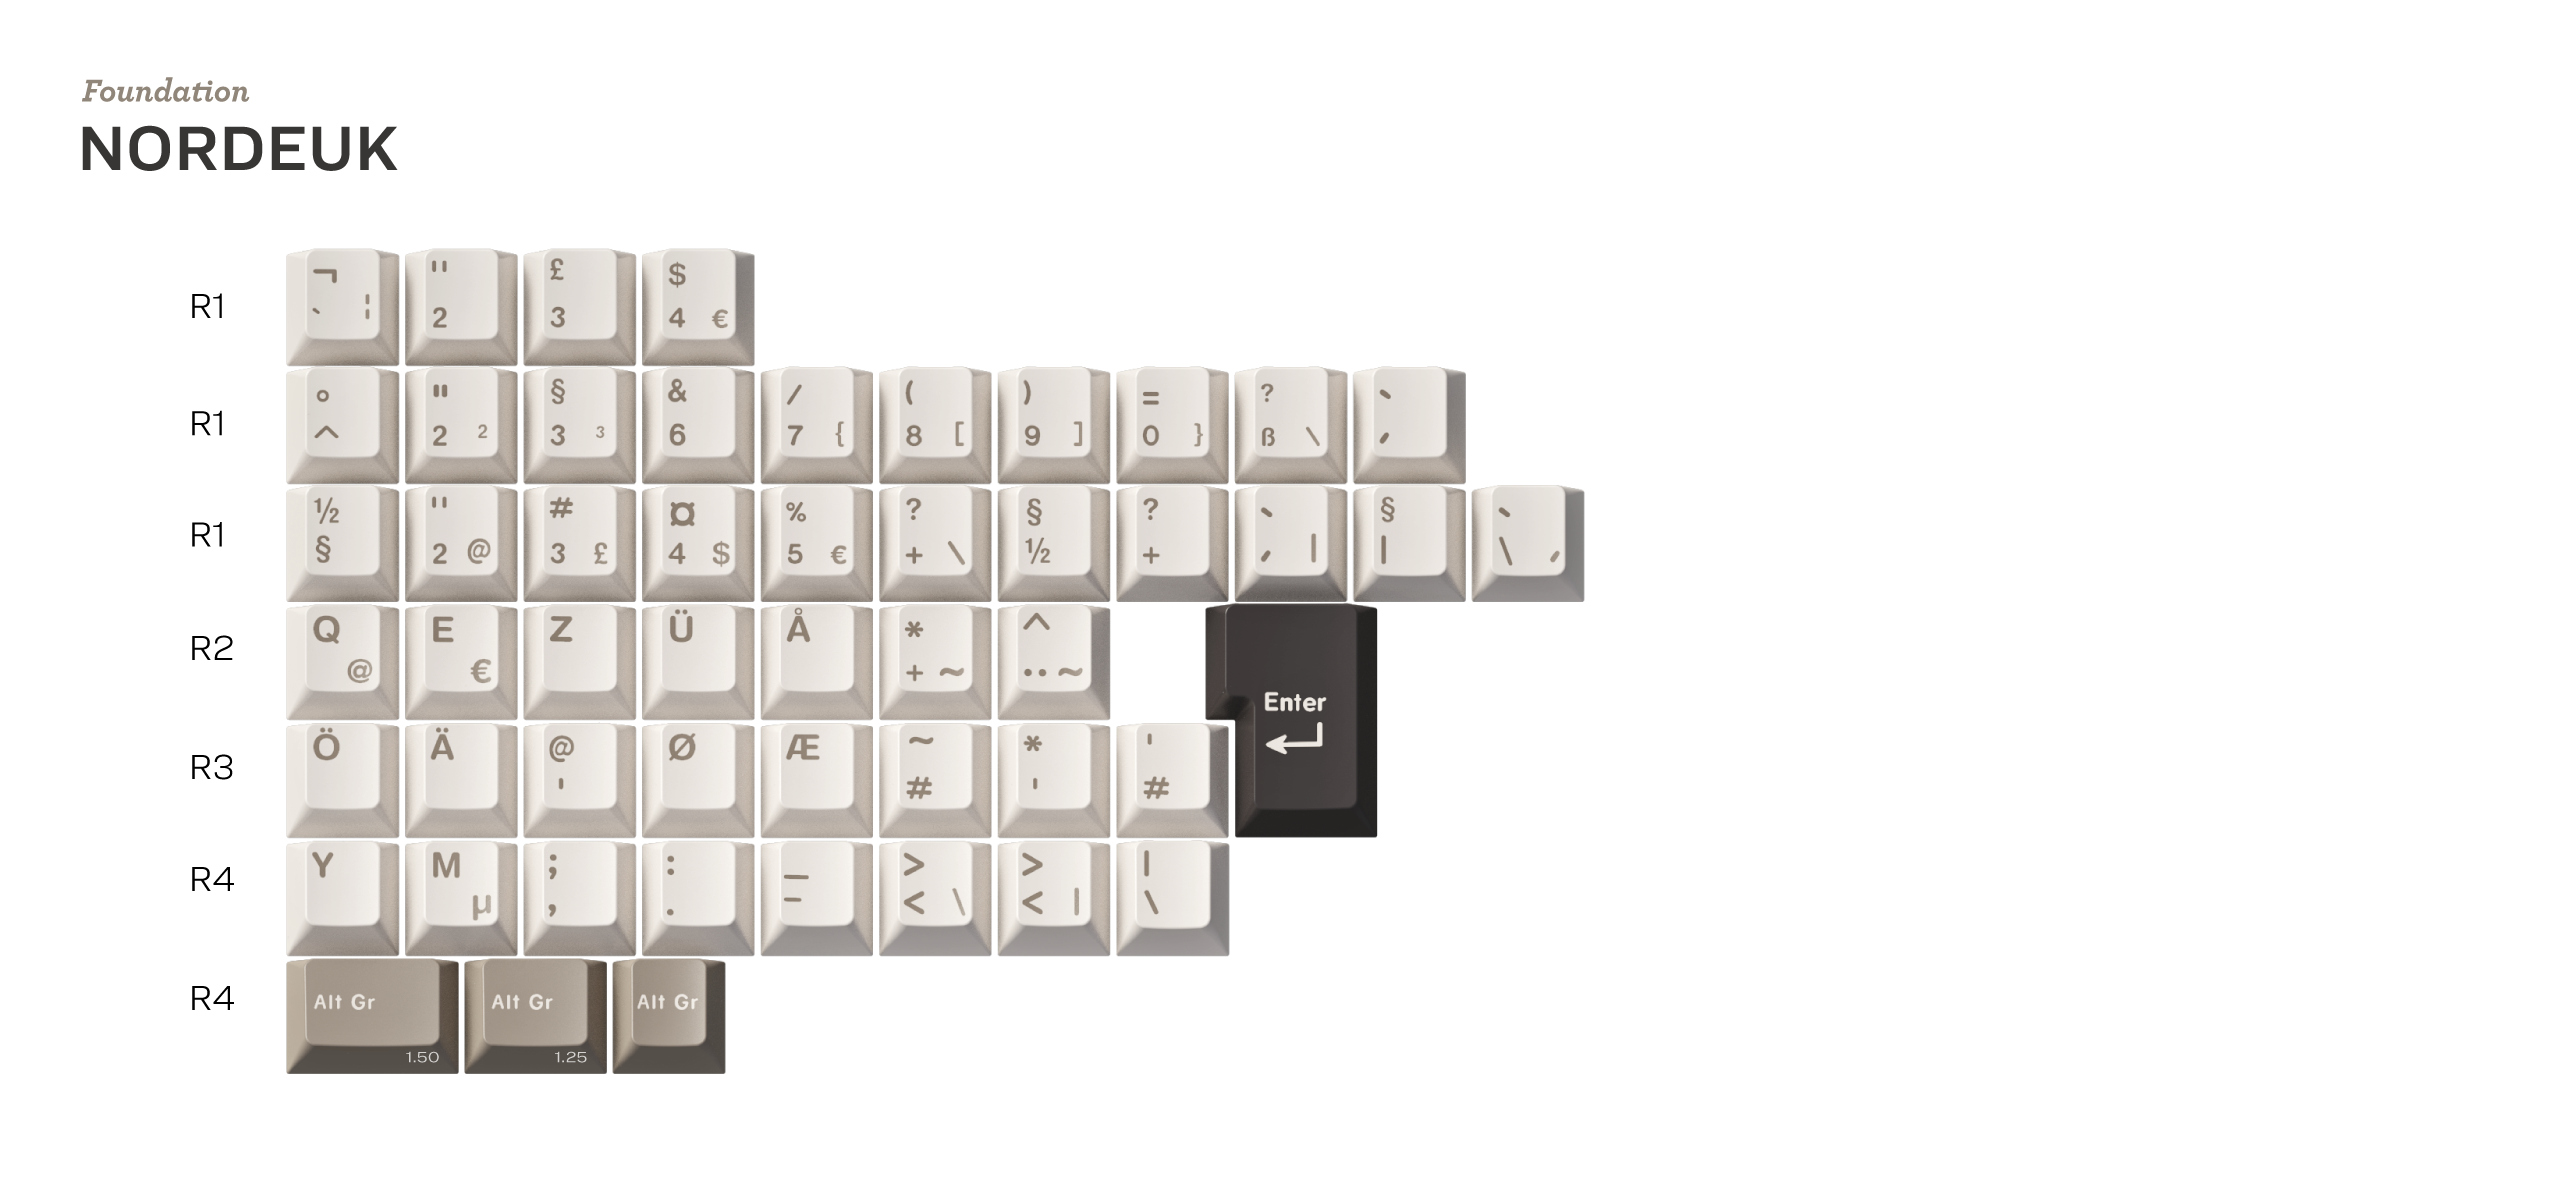 Foundation
NORDEUK
R1
¬ " £ $
` ¦ 2 3 4 €
R1
° " § & / ( ) = ? `
^ 2 ² 3 ³ 6 7 { 8 [ 9 ] 0 } ß \ ´
R1
½ " # ¤ % ? § ? ` § `
§ 2 @ 3 £ 4 $ 5 € + \ ½ + ´ | | \ ´
R2
Q E Z Ü Å * ^
@ € + ~ ¨ ~
Enter
R3
Ö Ä @ Ø Æ ~ * '
' # ' #
R4
Y M ; : _ > > |
µ , . - < \ < | \
R4
Alt Gr Alt Gr Alt Gr
1.50 1.25